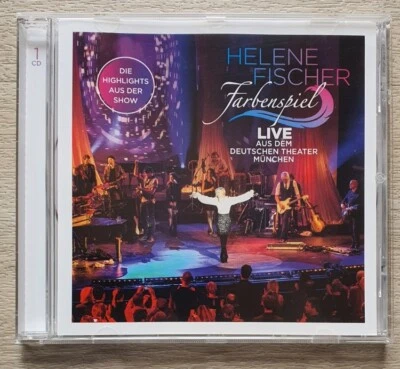 1
CD
DIE
HIGHLIGHTS
AUS DER
SHOW
HELENE
FISCHER
Farbenspiel
LIVE
AUS DEM
DEUTSCHEN THEATER
MÜNCHEN